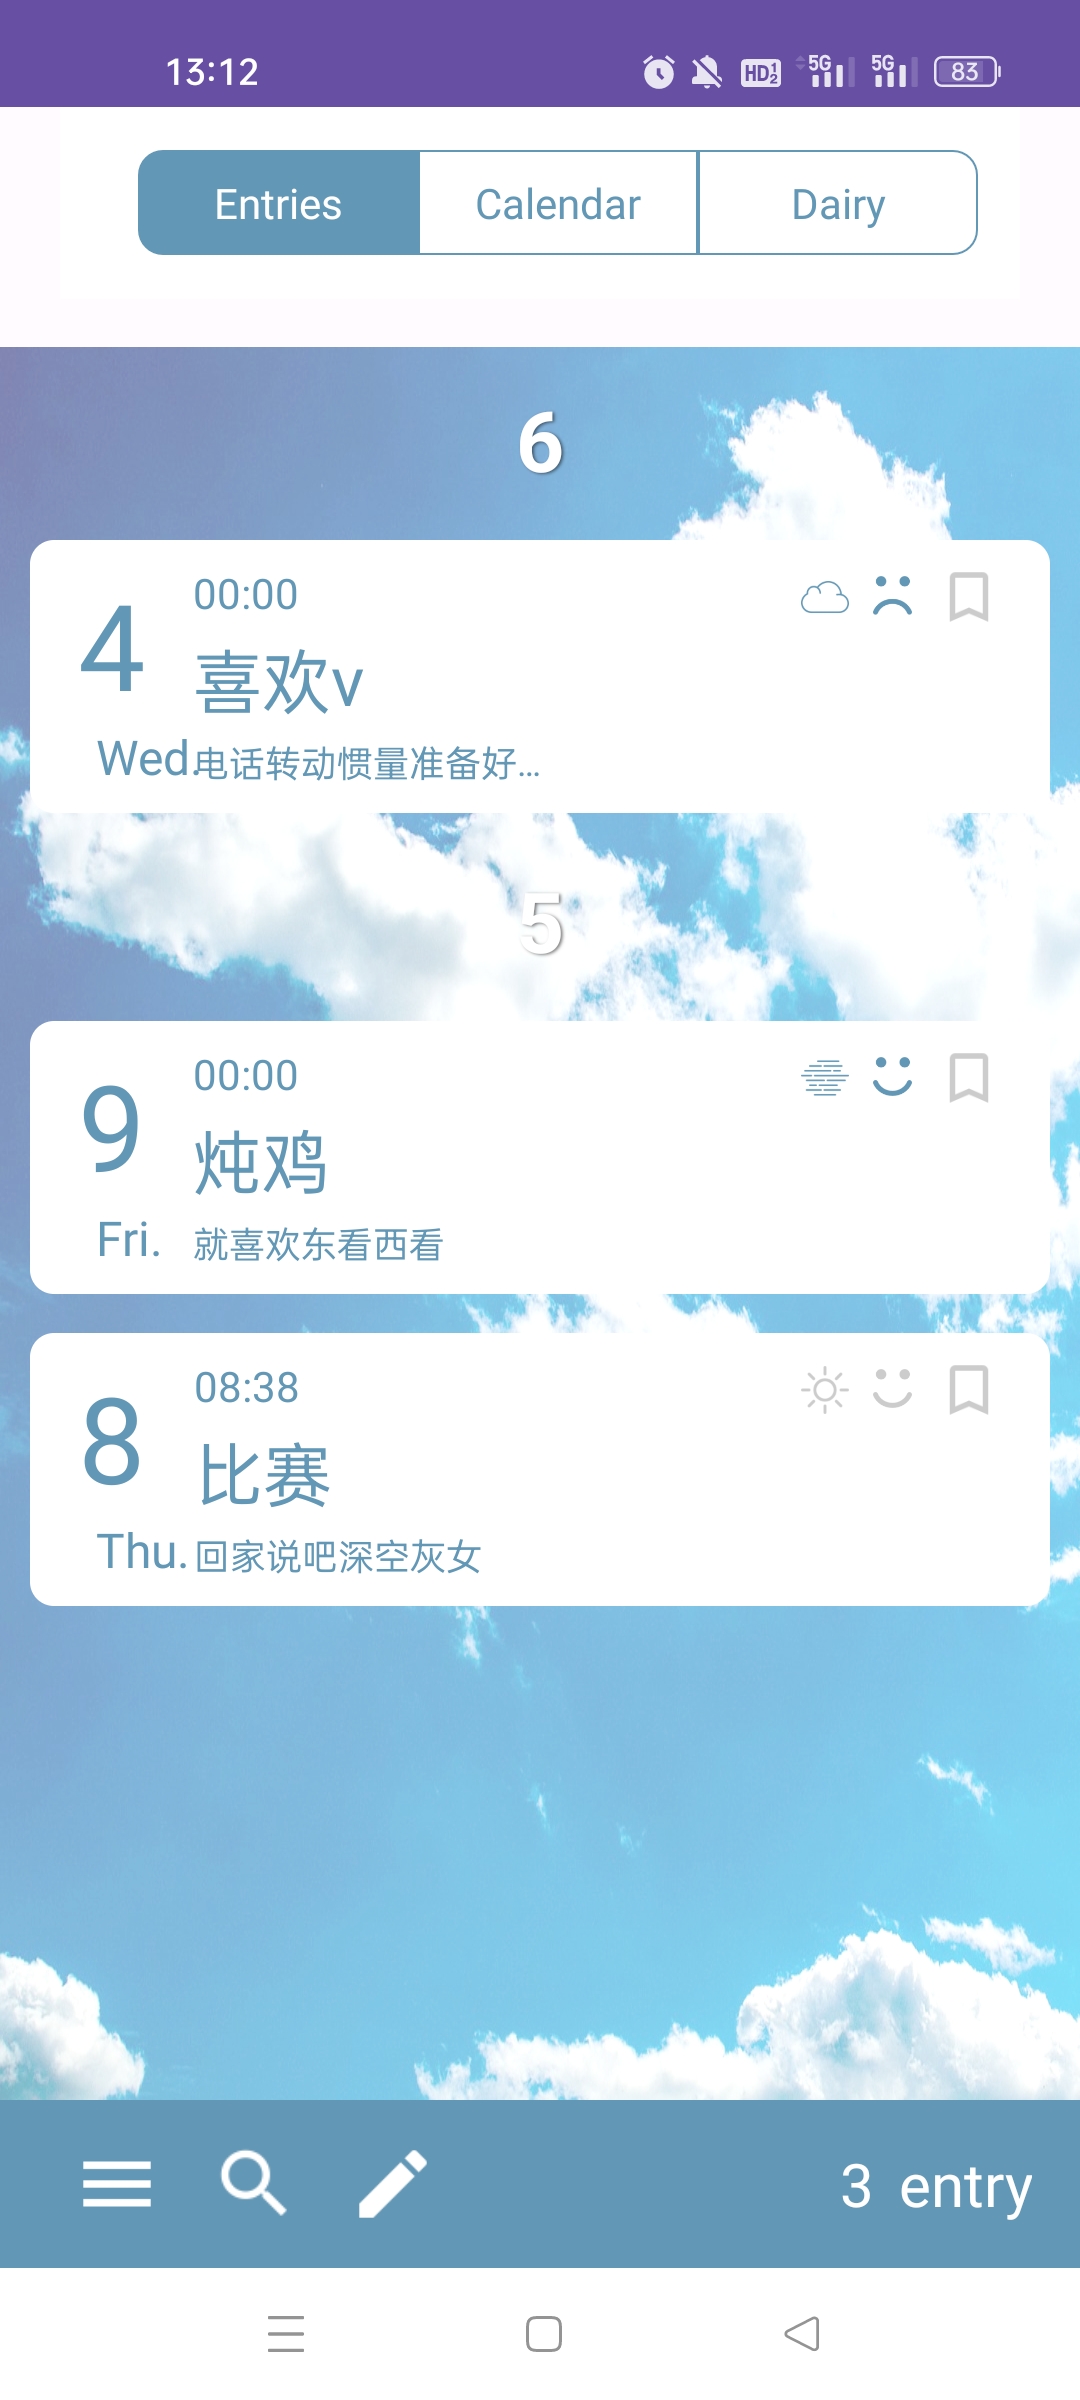 13:12
HD 1 2 5G 5G 83
Entries Calendar Dairy
6
4 00:00
喜欢v
Wed. 电话转动惯量准备好...
5
9 00:00
炖鸡
Fri. 就喜欢东看西看
8 08:38
比赛
Thu. 回家说吧深空灰女
3 entry